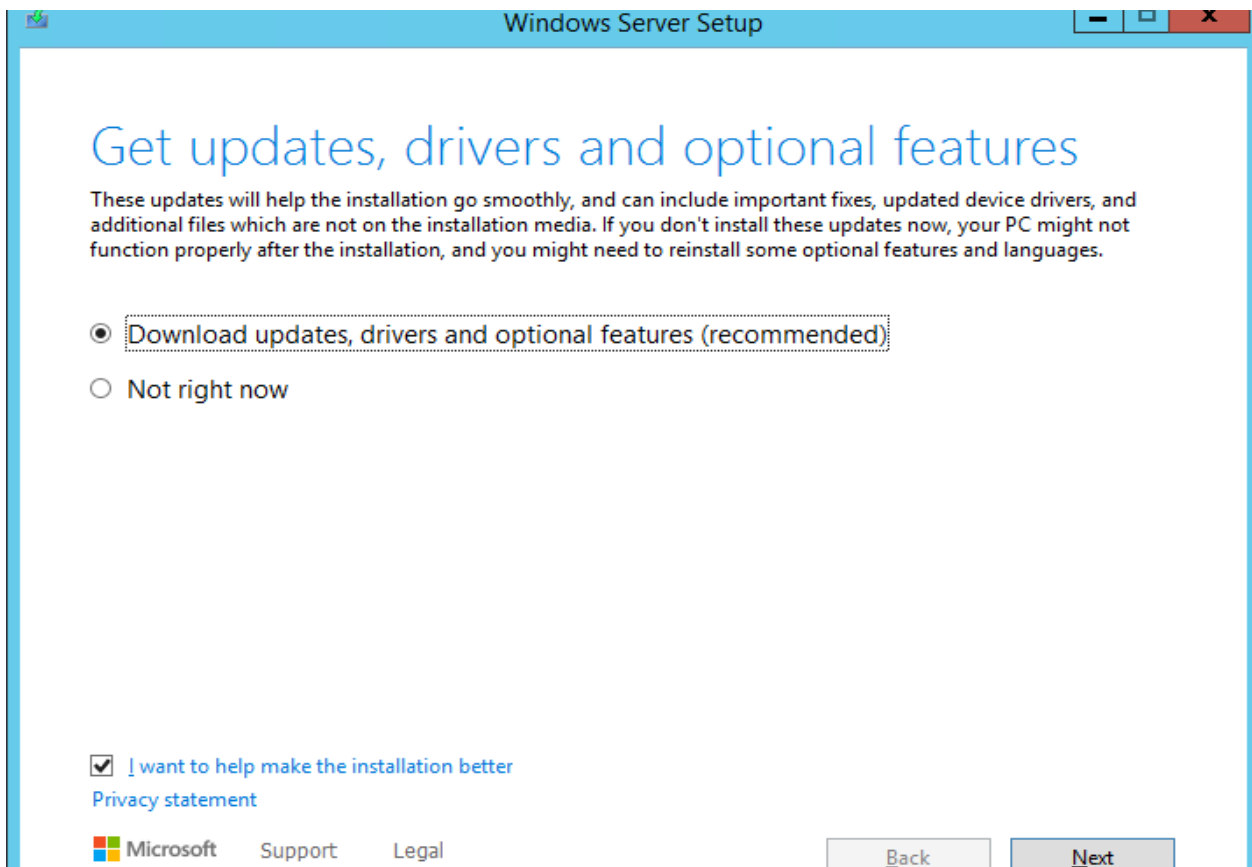 Windows Server Setup
Get updates, drivers and optional features
These updates will help the installation go smoothly, and can include important fixes, updated device drivers, and
additional files which are not on the installation media. If you don't install these updates now, your PC might not
function properly after the installation, and you might need to reinstall some optional features and languages.
Download updates, drivers and optional features (recommended)
Not right now
I want to help make the installation better
Privacy statement
Microsoft Support Legal Back Next